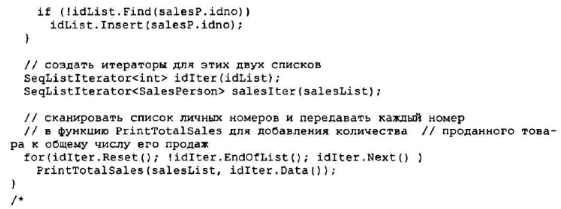 if (!idList.Find(salesP.idno))
idList.Insert(salesP.idno);
}
// создать итераторы для этих двух списков
SeqListIterator<int> idIter(idList);
SeqListIterator<SalesPerson> salesIter(salesList);
// сканировать список личных номеров и передавать каждый номер
// в функцию PrintTotalSales для добавления количества // проданного това-
ра к общему числу его продаж
for(idIter.Reset(); !idIter.EndOfList(); idIter.Next() )
PrintTotalSales(salesList, idIter.Data());
}
/*